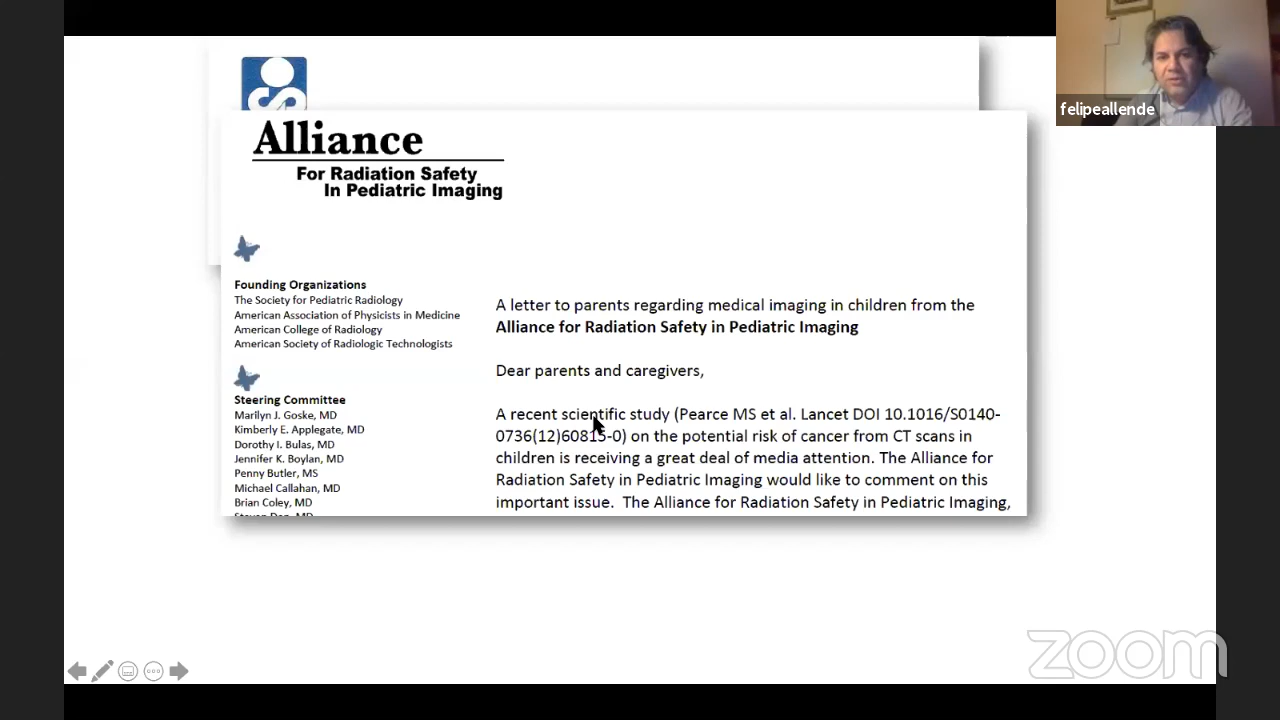 felipeallende
Alliance
For Radiation Safety
In Pediatric Imaging
Founding Organizations
The Society for Pediatric Radiology
American Association of Physicists in Medicine
American College of Radiology
American Society of Radiologic Technologists
Steering Committee
Marilyn J. Goske, MD
Kimberly E. Applegate, MD
Dorothy I. Bulas, MD
Jennifer K. Boylan, MD
Penny Butler, MS
Michael Callahan, MD
Brian Coley, MD
A letter to parents regarding medical imaging in children from the
Alliance for Radiation Safety in Pediatric Imaging
Dear parents and caregivers,
A recent scientific study (Pearce MS et al. Lancet DOI 10.1016/S0140-
0736(12)60815-0) on the potential risk of cancer from CT scans in
children is receiving a great deal of media attention. The Alliance for
Radiation Safety in Pediatric Imaging would like to comment on this
important issue. The Alliance for Radiation Safety in Pediatric Imaging,
zoom